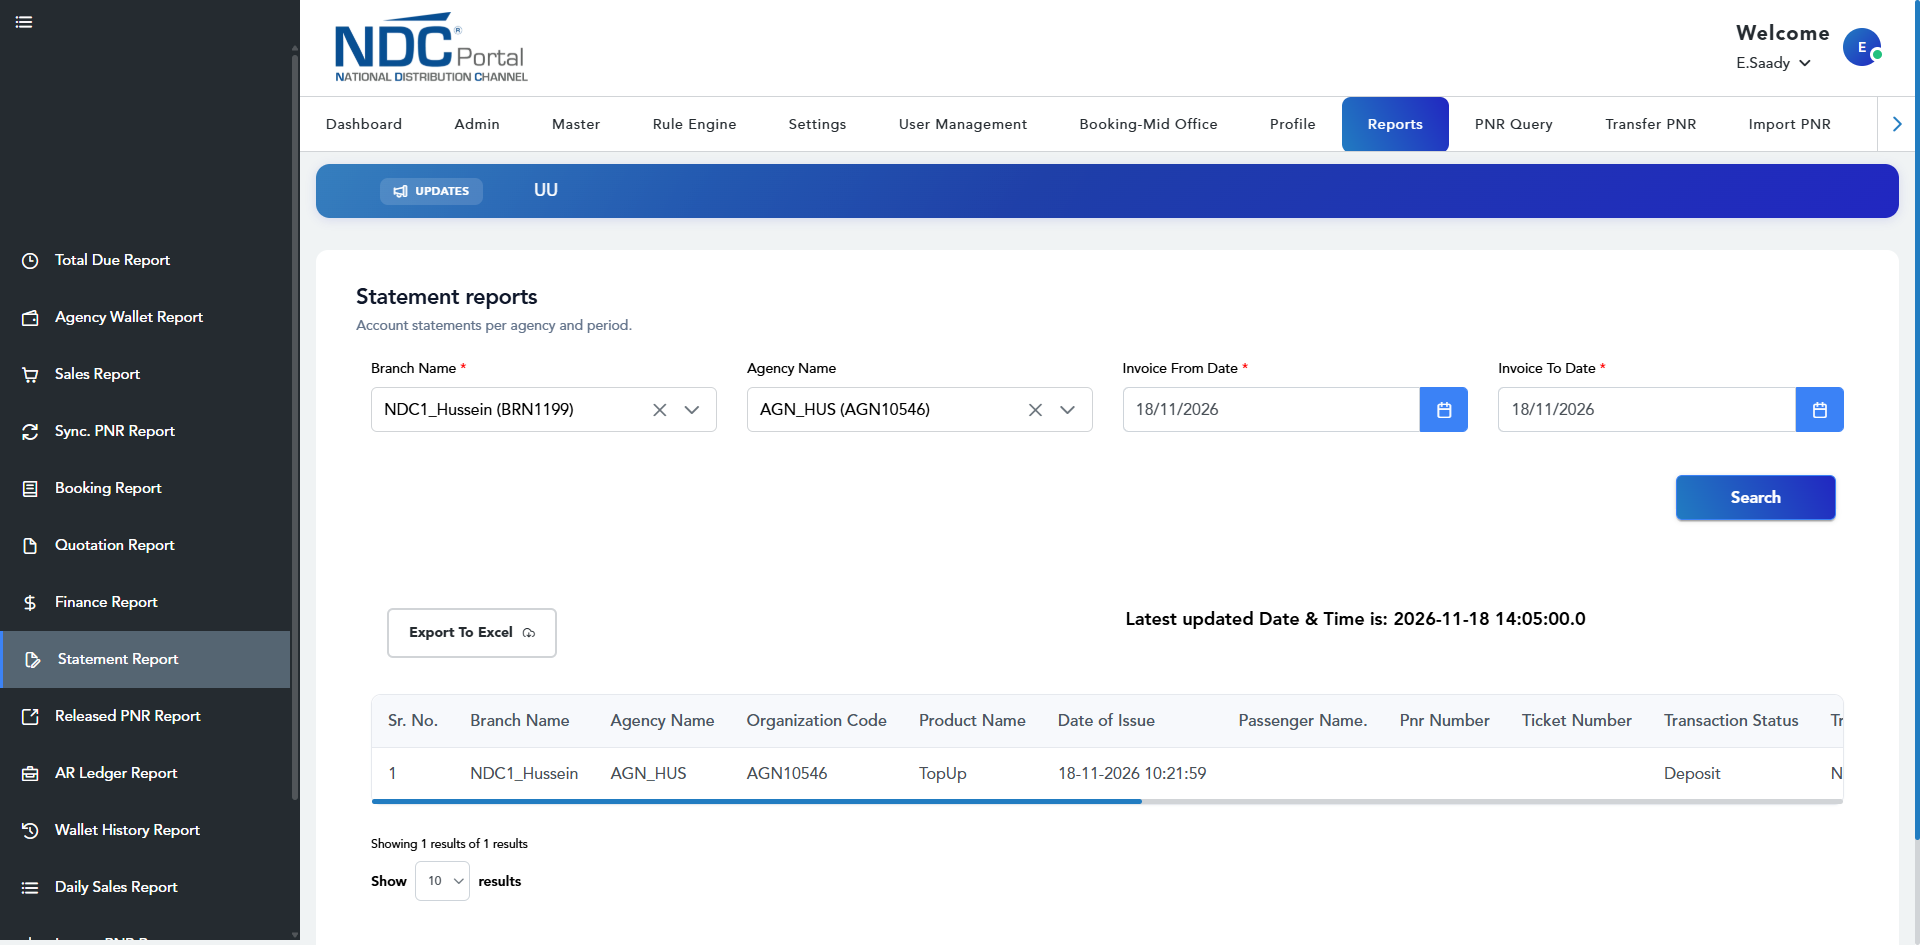 NDC® Portal
NATIONAL DISTRIBUTION CHANNEL
Welcome
E.Saady
E
Dashboard
Admin
Master
Rule Engine
Settings
User Management
Booking-Mid Office
Profile
Reports
PNR Query
Transfer PNR
Import PNR
UPDATES
UU
Total Due Report
Agency Wallet Report
Sales Report
Sync. PNR Report
Booking Report
Quotation Report
Finance Report
Statement Report
Released PNR Report
AR Ledger Report
Wallet History Report
Daily Sales Report
Statement reports
Account statements per agency and period.
Branch Name *
Agency Name
Invoice From Date *
Invoice To Date *
NDC1_Hussein (BRN1199)
AGN_HUS (AGN10546)
18/11/2026
18/11/2026
Search
Export To Excel
Latest updated Date & Time is: 2026-11-18 14:05:00.0
Sr. No. Branch Name Agency Name Organization Code Product Name Date of Issue Passenger Name. Pnr Number Ticket Number Transaction Status Tr
1 NDC1_Hussein AGN_HUS AGN10546 TopUp 18-11-2026 10:21:59 Deposit N
Showing 1 results of 1 results
Show 10 results